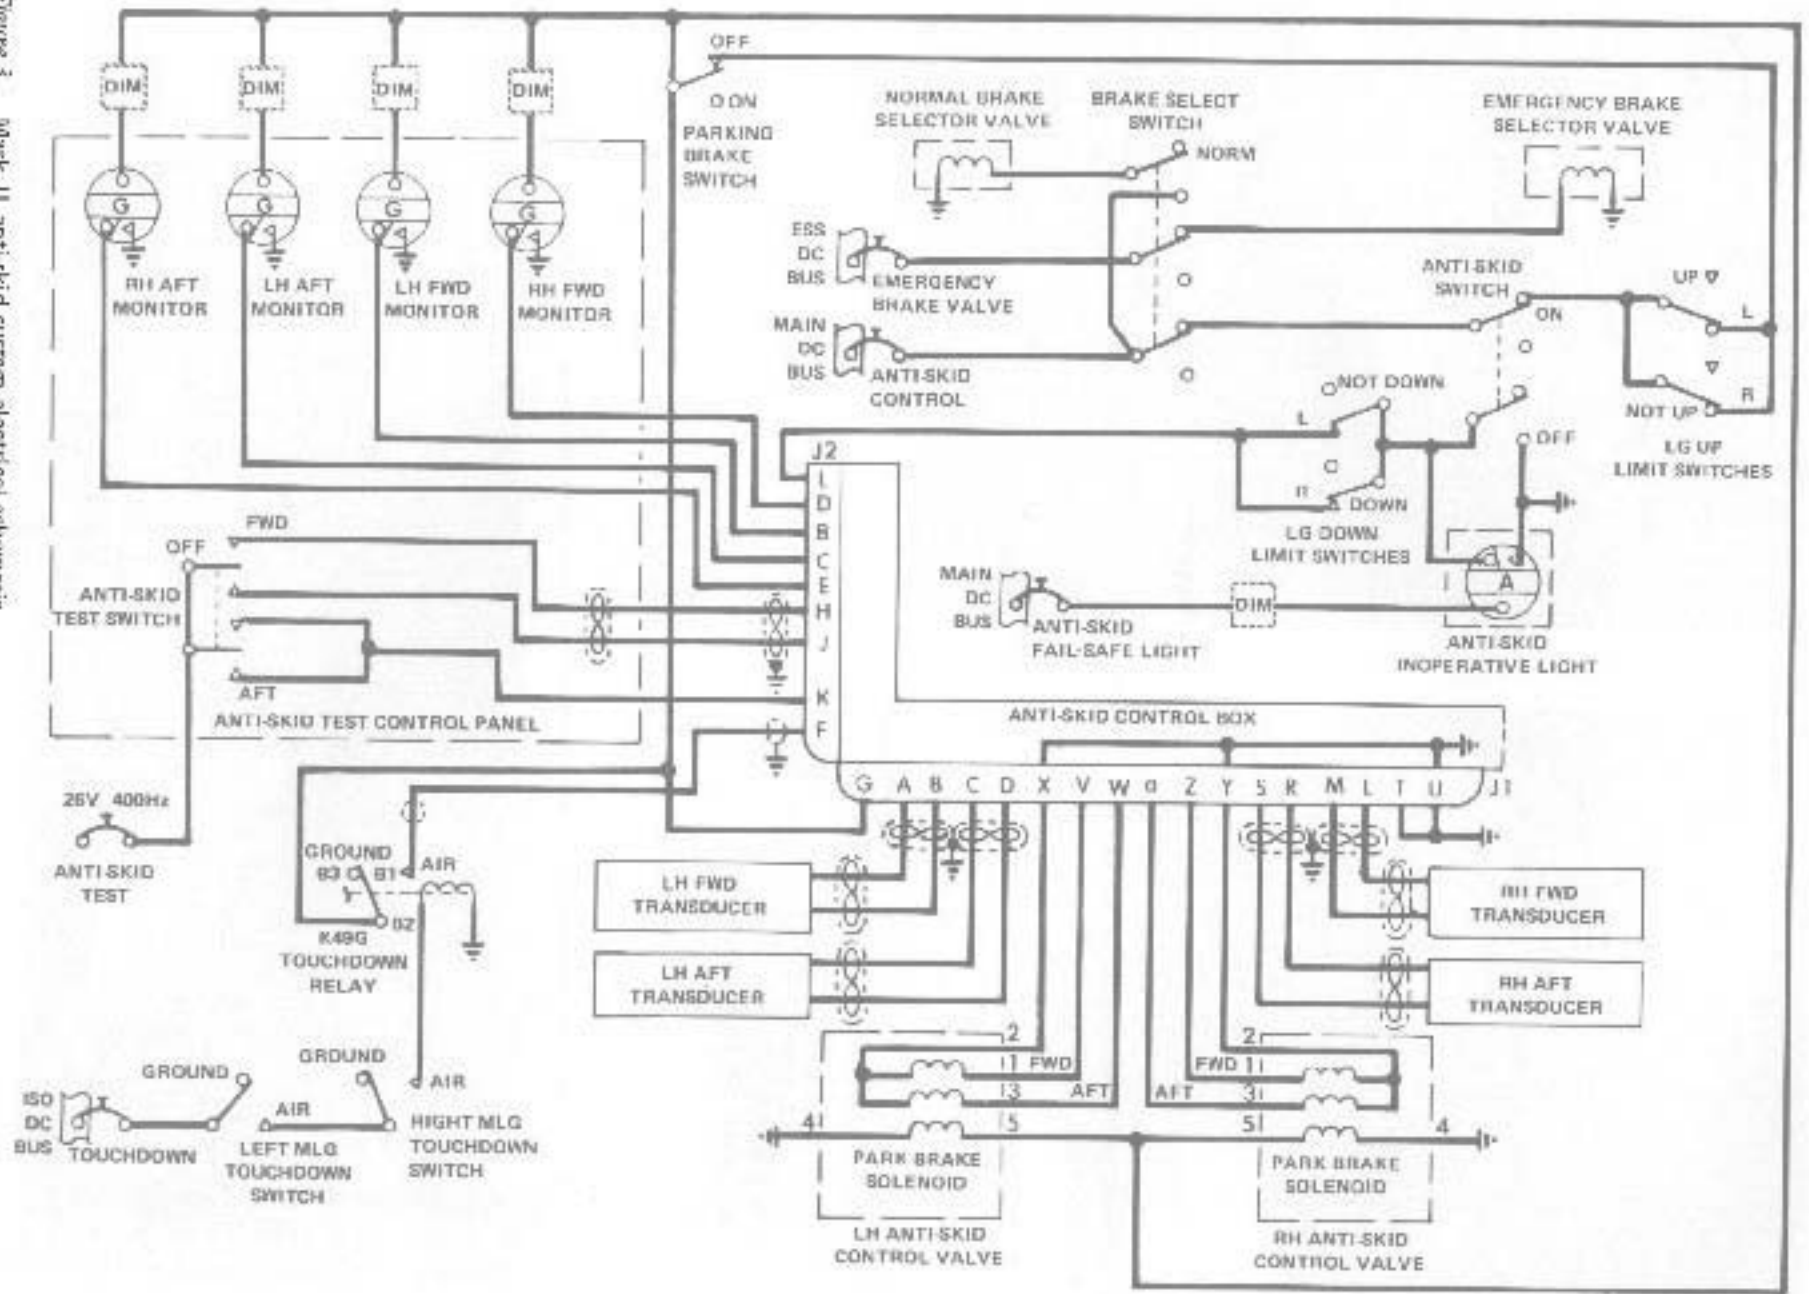 OFF
DIM
DIM
DIM
DIM
O ON
PARKING
BRAKE
SWITCH
NORMAL BRAKE
SELECTOR VALVE
BRAKE SELECT
SWITCH
NORM
EMERGENCY BRAKE
SELECTOR VALVE
G
G
G
G
RH AFT
MONITOR
LH AFT
MONITOR
LH FWD
MONITOR
RH FWD
MONITOR
ESS
DC
BUS
EMERGENCY
BRAKE VALVE
MAIN
DC
BUS
ANTI-SKID
CONTROL
ANTI-SKID
SWITCH
ON
UP
L
R
NOT UP
LG UP
LIMIT SWITCHES
NOT DOWN
L
R
DOWN
LG DOWN
LIMIT SWITCHES
OFF
J2
L
D
B
C
E
H
J
K
F
FWD
OFF
ANTI-SKID
TEST SWITCH
AFT
ANTI-SKID TEST CONTROL PANEL
MAIN
DC
BUS
ANTI-SKID
FAIL-SAFE LIGHT
DIM
A
ANTI-SKID
INOPERATIVE LIGHT
ANTI-SKID CONTROL BOX
G A B C D X V W a Z Y S R M L T U J1
26V 400Hz
ANTI-SKID
TEST
GROUND
B3 B1 AIR
B2
K49G
TOUCHDOWN
RELAY
LH FWD
TRANSDUCER
RH FWD
TRANSDUCER
LH AFT
TRANSDUCER
RH AFT
TRANSDUCER
ISO
DC
BUS
TOUCHDOWN
GROUND
AIR
LEFT MLG
TOUCHDOWN
SWITCH
GROUND
AIR
RIGHT MLG
TOUCHDOWN
SWITCH
2
1 FWD
3 AFT
4
5
PARK BRAKE
SOLENOID
LH ANTI-SKID
CONTROL VALVE
2
FWD 1
AFT 3
5
4
PARK BRAKE
SOLENOID
RH ANTI-SKID
CONTROL VALVE